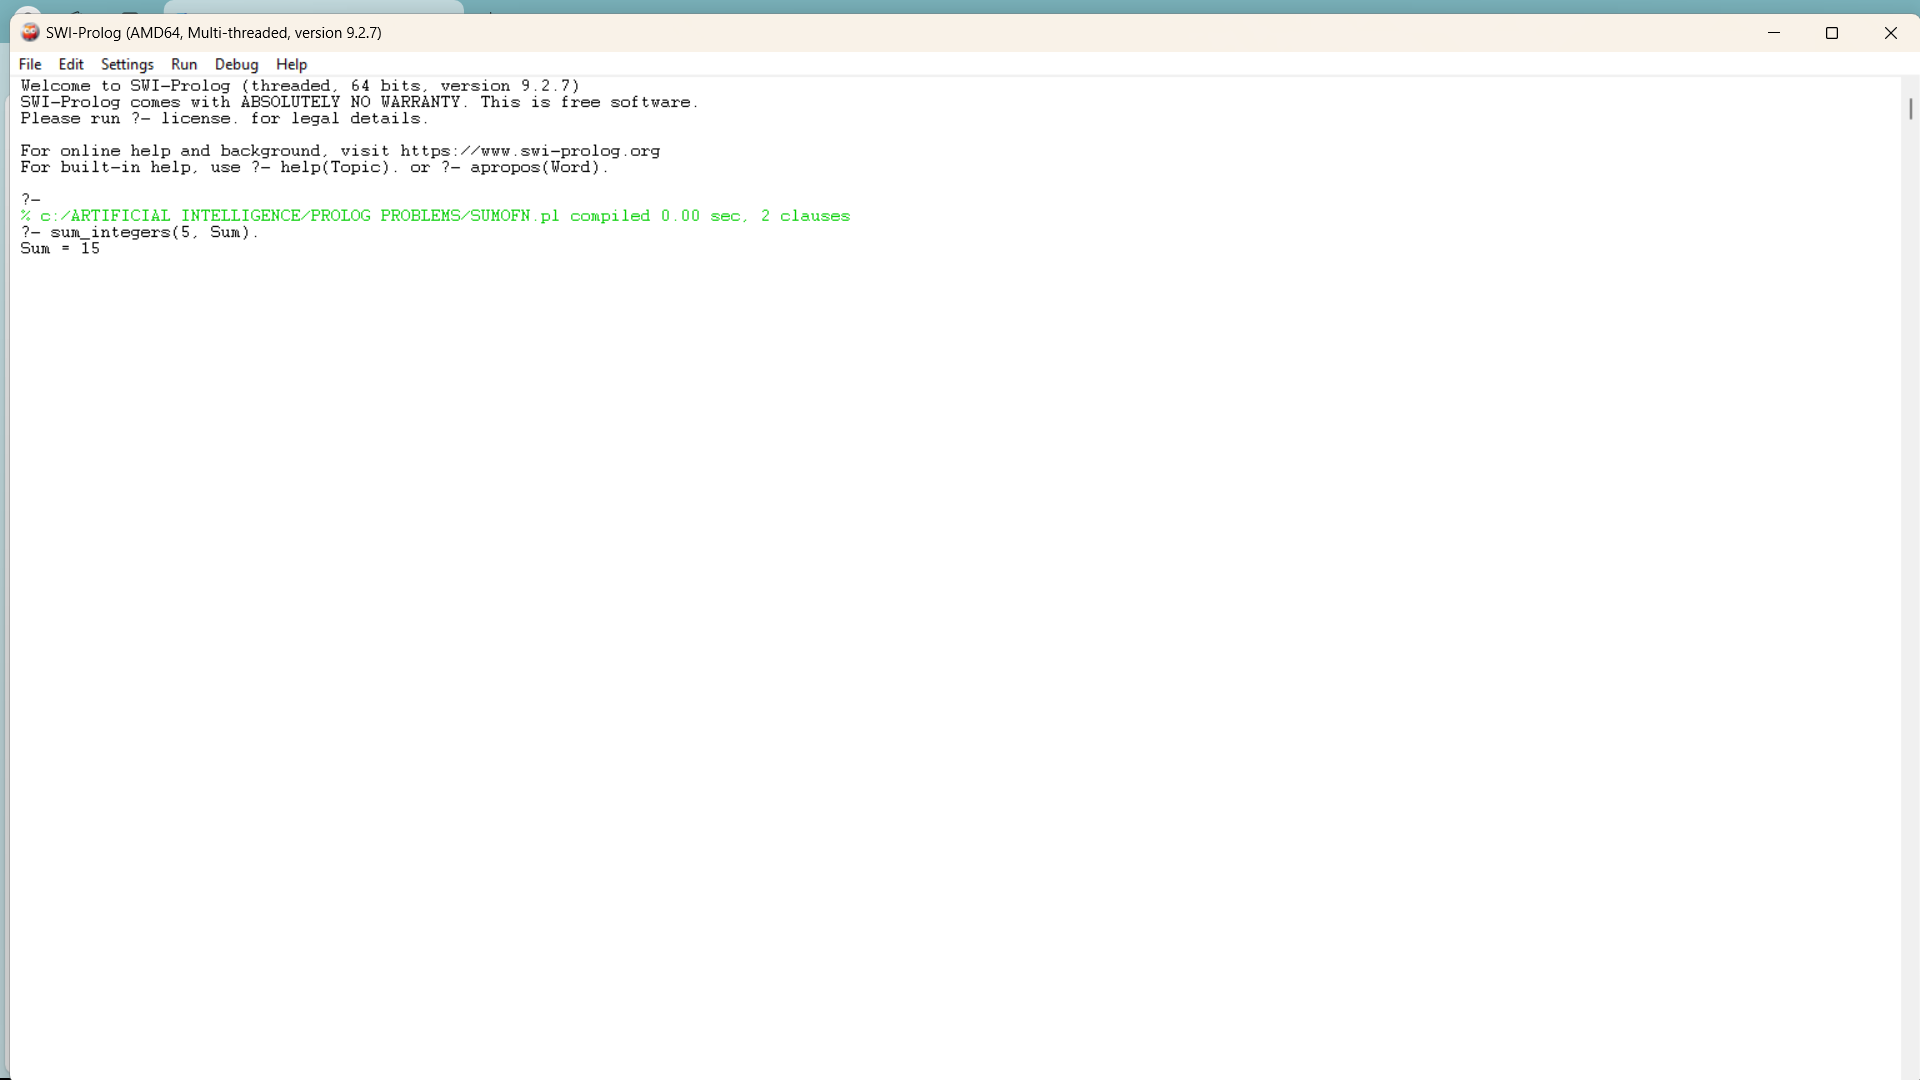 SWI-Prolog (AMD64, Multi-threaded, version 9.2.7)
File Edit Settings Run Debug Help
Welcome to SWI-Prolog (threaded, 64 bits, version 9.2.7)
SWI-Prolog comes with ABSOLUTELY NO WARRANTY. This is free software.
Please run ?- license. for legal details.
For online help and background, visit https://www.swi-prolog.org
For built-in help, use ?- help(Topic). or ?- apropos(Word).
?-
% c:/ARTIFICIAL INTELLIGENCE/PROLOG PROBLEMS/SUMOFN.pl compiled 0.00 sec, 2 clauses
?- sum_integers(5, Sum).
Sum = 15